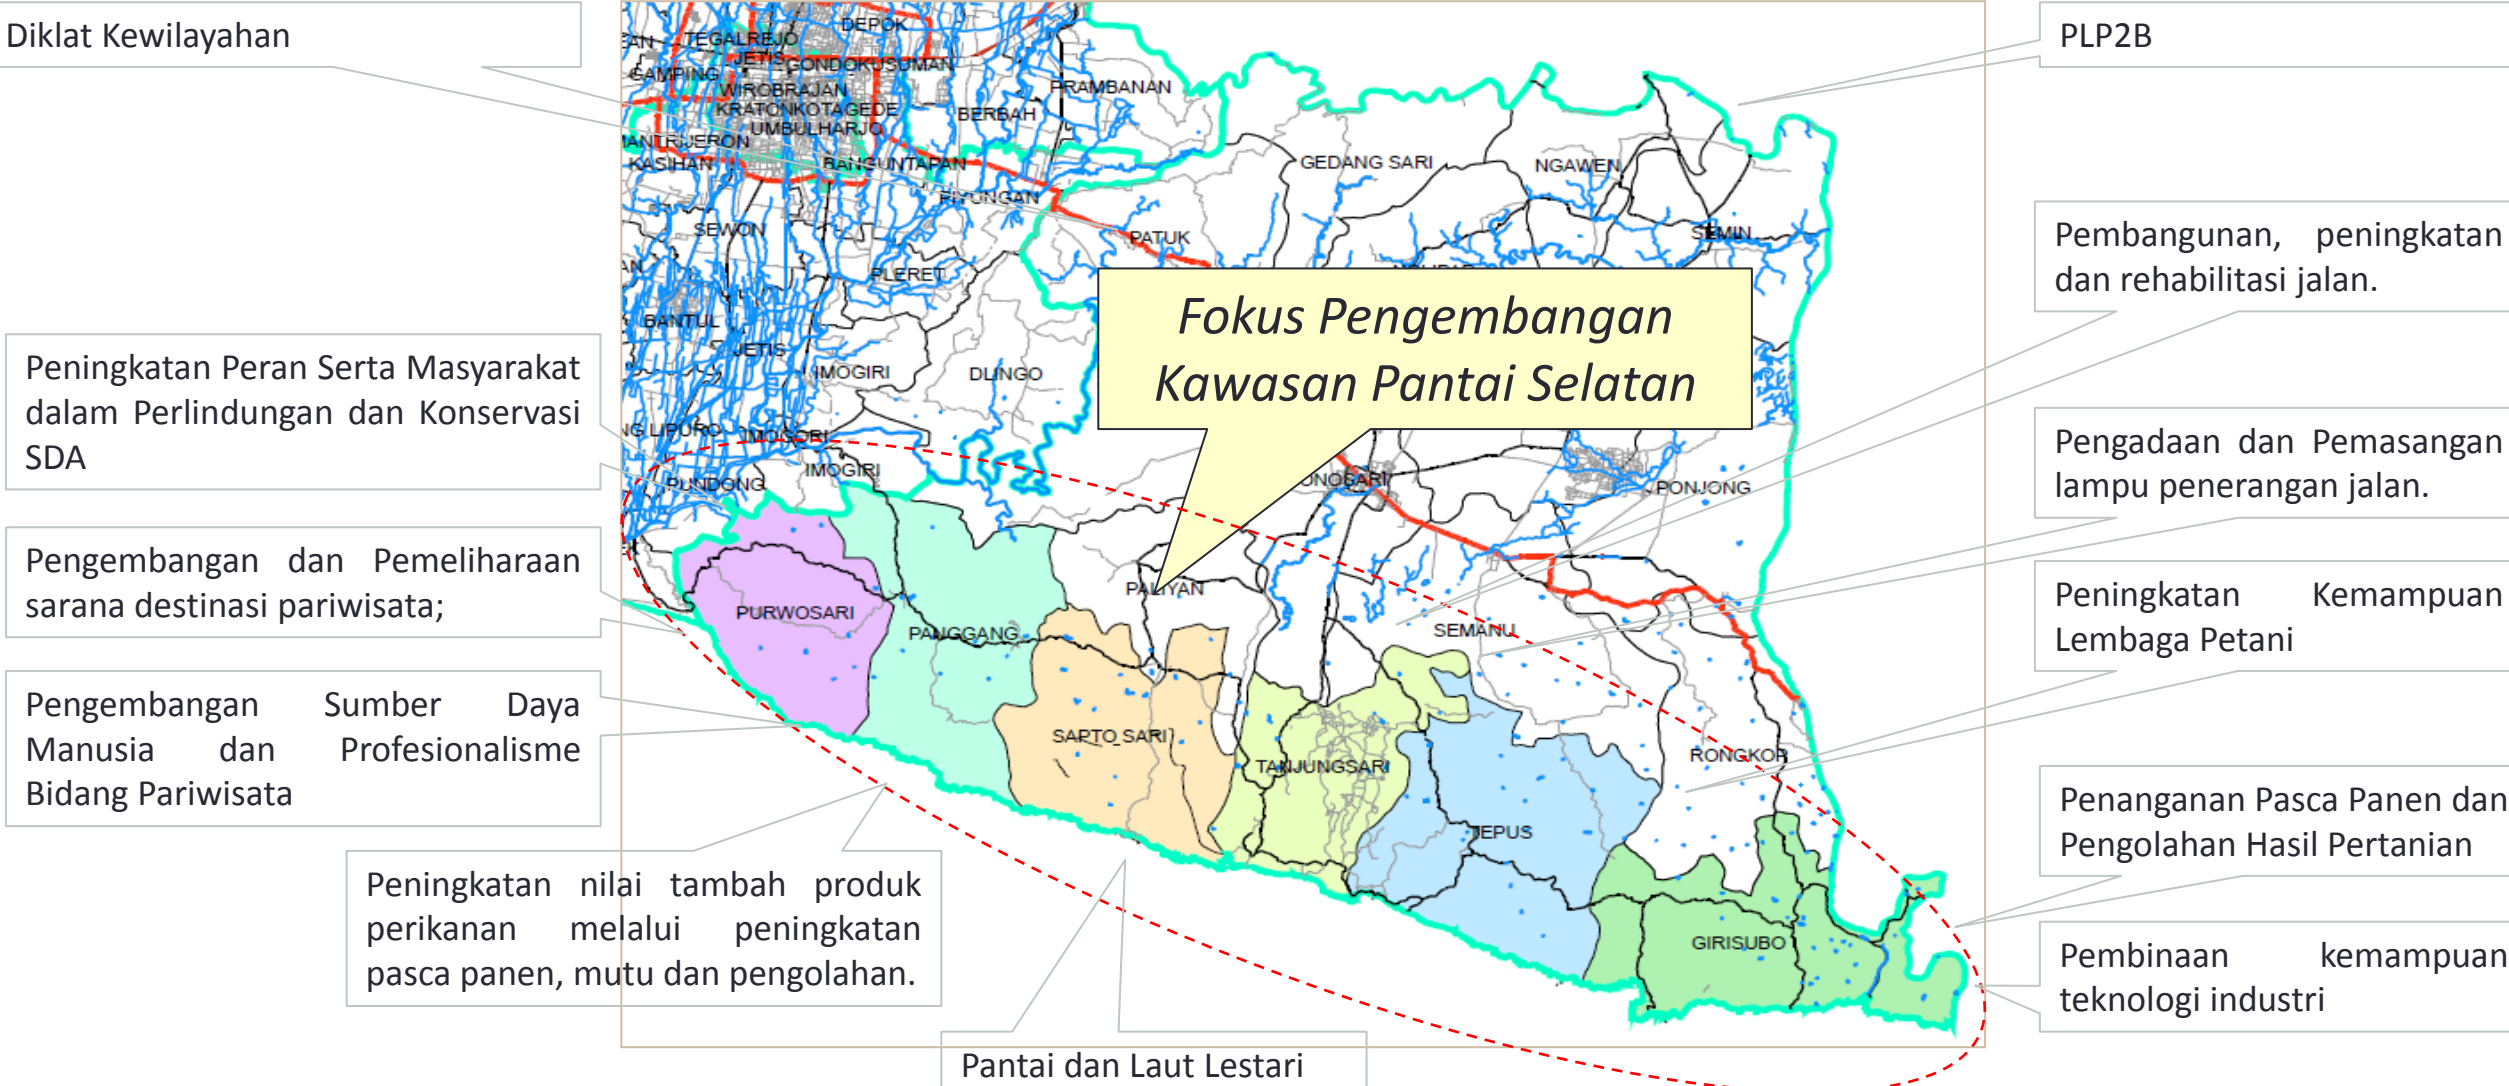 Diklat Kewilayahan
PLP2B
Pembangunan, peningkatan
dan rehabilitasi jalan.
Peningkatan Peran Serta Masyarakat
dalam Perlindungan dan Konservasi
SDA
Fokus Pengembangan
Kawasan Pantai Selatan
Pengadaan dan Pemasangan
lampu penerangan jalan.
Pengembangan dan Pemeliharaan
sarana destinasi pariwisata;
Peningkatan Kemampuan
Lembaga Petani
Pengembangan Sumber Daya
Manusia dan Profesionalisme
Bidang Pariwisata
Penanganan Pasca Panen dan
Pengolahan Hasil Pertanian
Peningkatan nilai tambah produk
perikanan melalui peningkatan
pasca panen, mutu dan pengolahan.
Pembinaan kemampuan
teknologi industri
Pantai dan Laut Lestari
DEPOK
TEGALREJO
JETIS
GONDOKUSUMAN
GAMPING
WIROBRAJAN
PRAMBANAN
KRATON
KOTAGEDE
BERBAH
UMBULHARJO
KASIHAN
BANGUNTAPAN
GEDANG SARI
NGAWEN
PIYUNGAN
SEWON
PATUK
SEMIN
PLERET
BANTUL
JETIS
IMOGIRI
DLINGO
IMOGIRI
IMOGIRI
PUNDONG
PONJONG
PALIYAN
PURWOSARI
PANGGANG
SEMANU
SAPTO SARI
TANJUNGSARI
RONGKOP
TEPUS
GIRISUBO